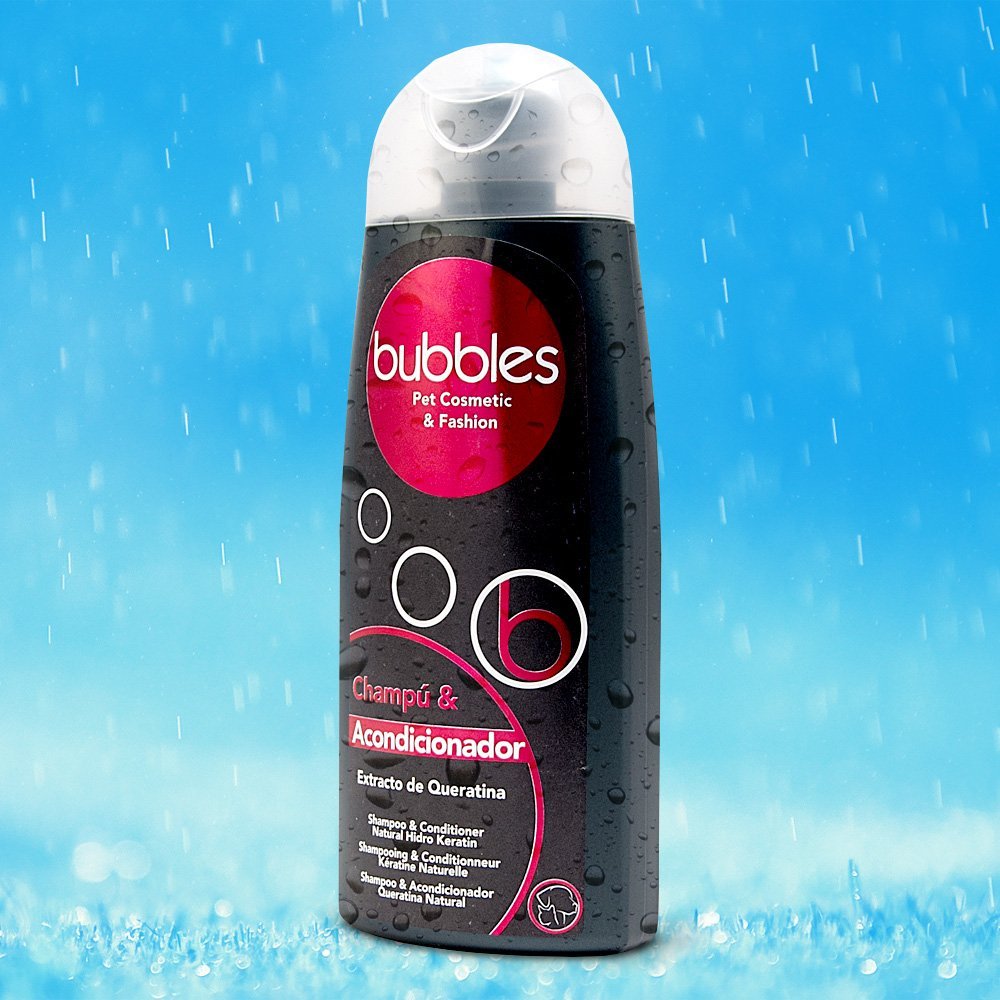 bubbles
Pet Cosmetic
& Fashion
b
Champú &
Acondicionador
Extracto de Queratina
Shampoo & Conditioner
Natural Hidro Keratin
Shampooing & Conditionneur
Kératine Naturelle
Shampoo & Acondicionador
Queratina Natural